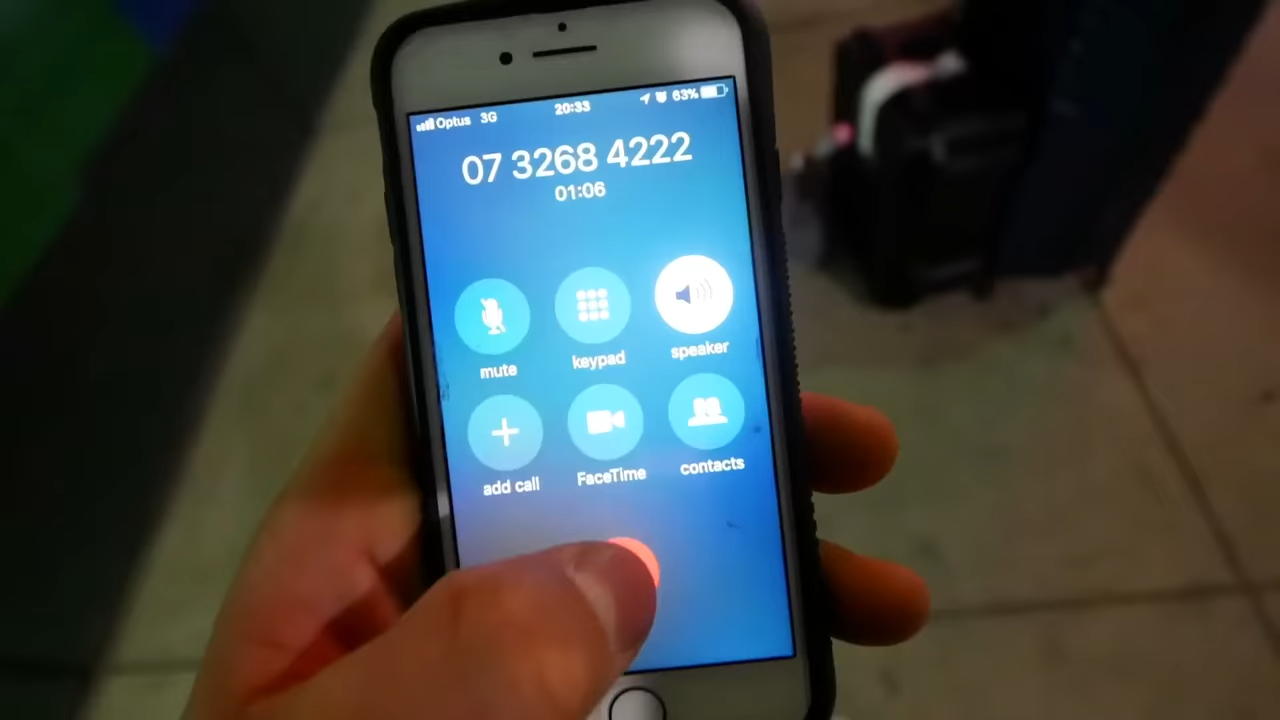 Optus 3G 20:33 63%
07 3268 4222
01:06
mute keypad speaker
add call FaceTime contacts